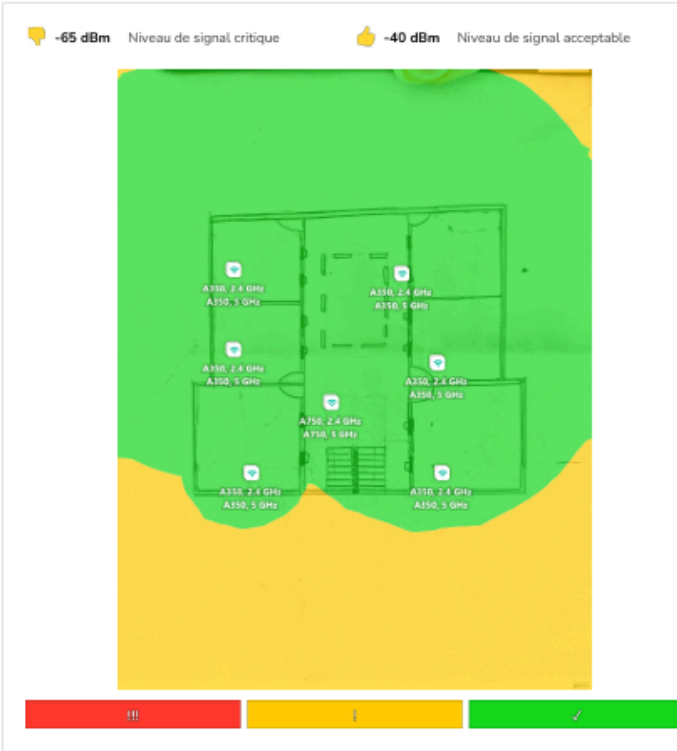 -65 dBm Niveau de signal critique
-40 dBm Niveau de signal acceptable
A350, 2.4 GHz
A350, 5 GHz
A350, 2.4 GHz
A350, 5 GHz
A350, 2.4 GHz
A350, 5 GHz
A350, 2.4 GHz
A350, 5 GHz
A750, 2.4 GHz
A750, 5 GHz
A350, 2.4 GHz
A350, 5 GHz
A350, 2.4 GHz
A350, 5 GHz
!!!
!
✓